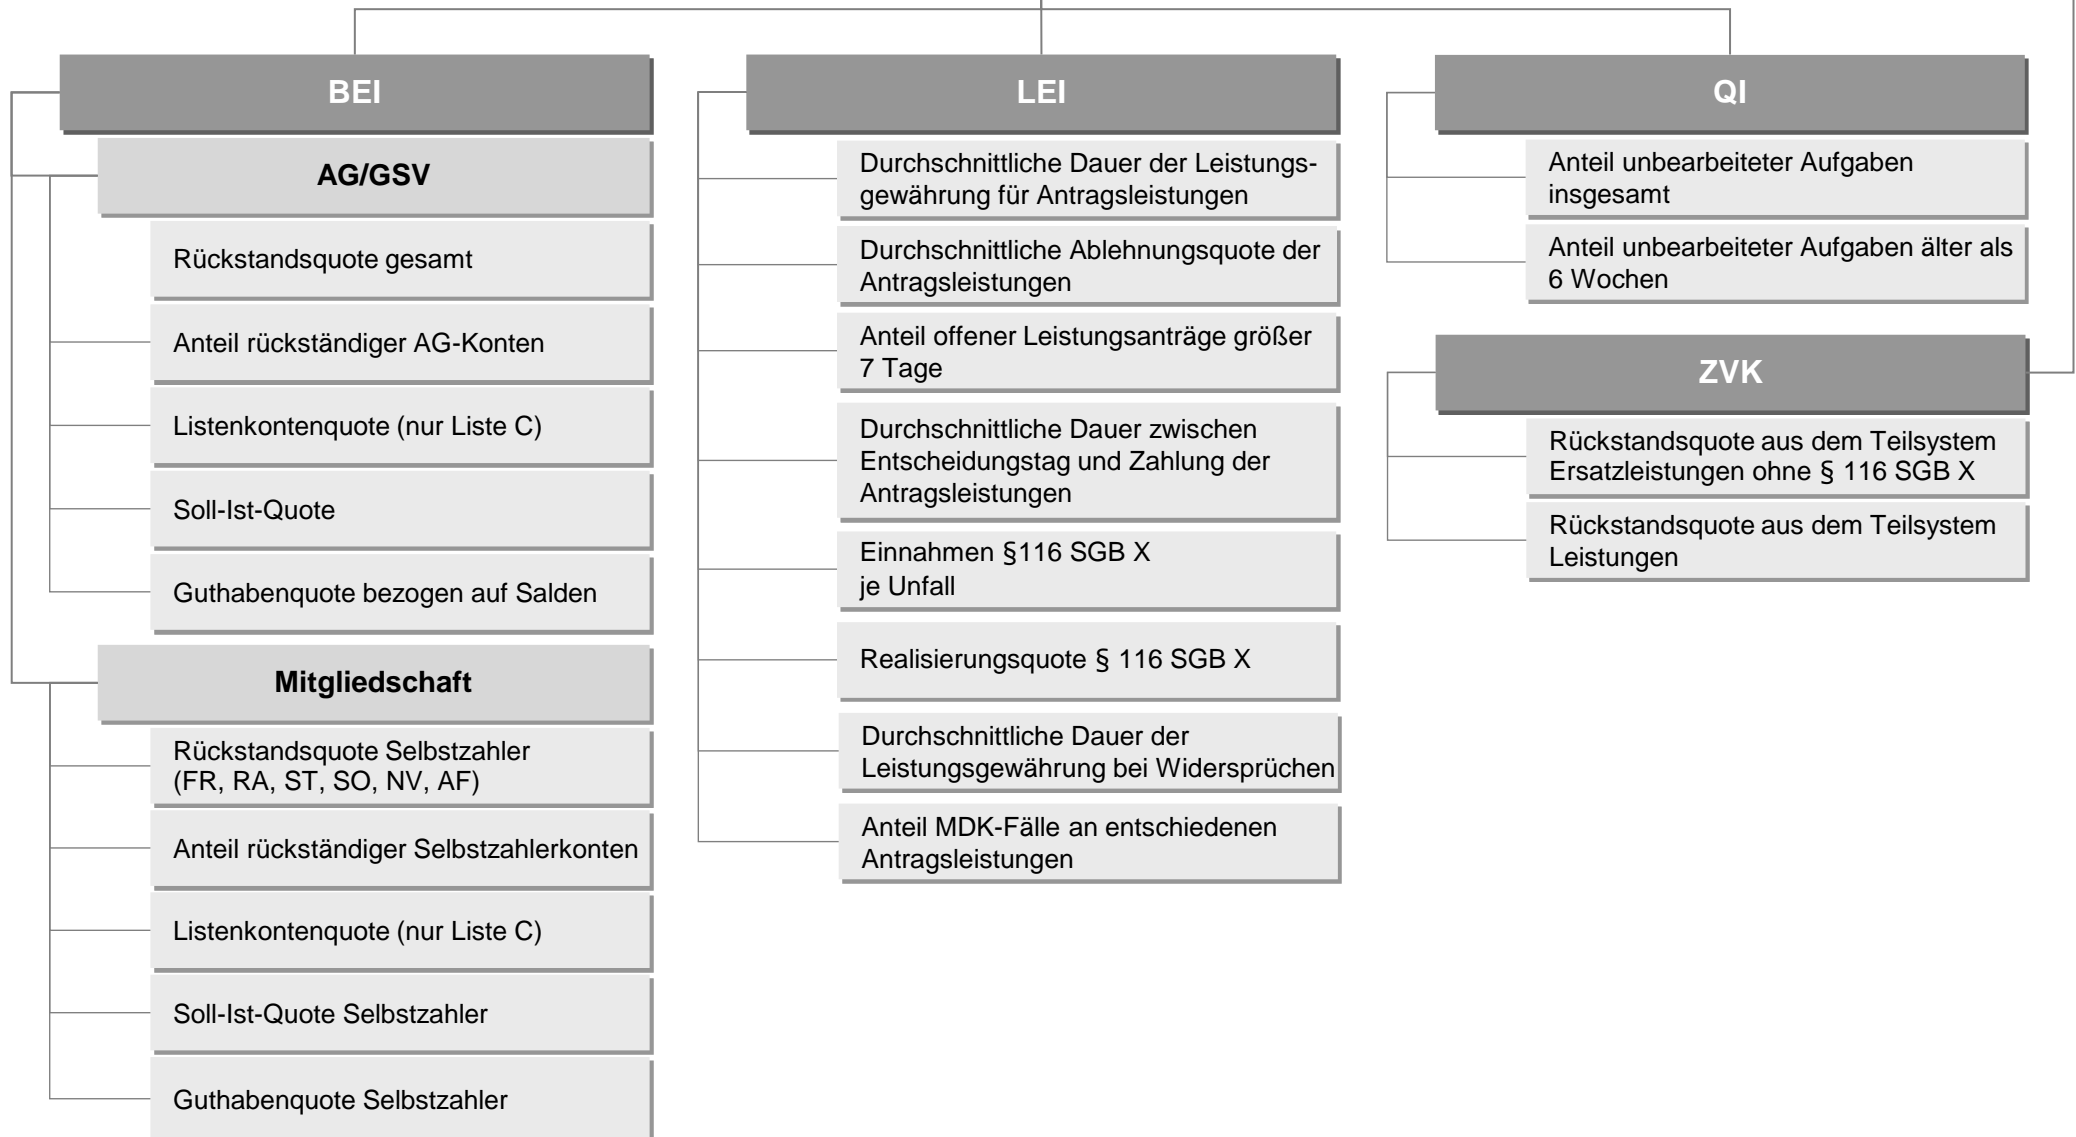 BEI
AG/GSV
Rückstandsquote gesamt
Anteil rückständiger AG-Konten
Listenkontenquote (nur Liste C)
Soll-Ist-Quote
Guthabenquote bezogen auf Salden
Mitgliedschaft
Rückstandsquote Selbstzahler
(FR, RA, ST, SO, NV, AF)
Anteil rückständiger Selbstzahlerkonten
Listenkontenquote (nur Liste C)
Soll-Ist-Quote Selbstzahler
Guthabenquote Selbstzahler
LEI
Durchschnittliche Dauer der Leistungs-
gewährung für Antragsleistungen
Durchschnittliche Ablehnungsquote der
Antragsleistungen
Anteil offener Leistungsanträge größer
7 Tage
Durchschnittliche Dauer zwischen
Entscheidungstag und Zahlung der
Antragsleistungen
Einnahmen §116 SGB X
je Unfall
Realisierungsquote § 116 SGB X
Durchschnittliche Dauer der
Leistungsgewährung bei Widersprüchen
Anteil MDK-Fälle an entschiedenen
Antragsleistungen
QI
Anteil unbearbeiteter Aufgaben
insgesamt
Anteil unbearbeiteter Aufgaben älter als
6 Wochen
ZVK
Rückstandsquote aus dem Teilsystem
Ersatzleistungen ohne § 116 SGB X
Rückstandsquote aus dem Teilsystem
Leistungen